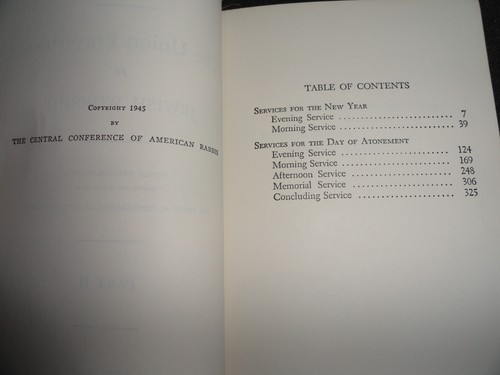 COPYRIGHT 1945
BY
THE CENTRAL CONFERENCE OF AMERICAN RABBIS
TABLE OF CONTENTS
SERVICES FOR THE NEW YEAR
Evening Service ........................ 7
Morning Service ........................ 39
SERVICES FOR THE DAY OF ATONEMENT
Evening Service ........................ 124
Morning Service ........................ 169
Afternoon Service ...................... 248
Memorial Service ...................... 306
Concluding Service ..................... 325